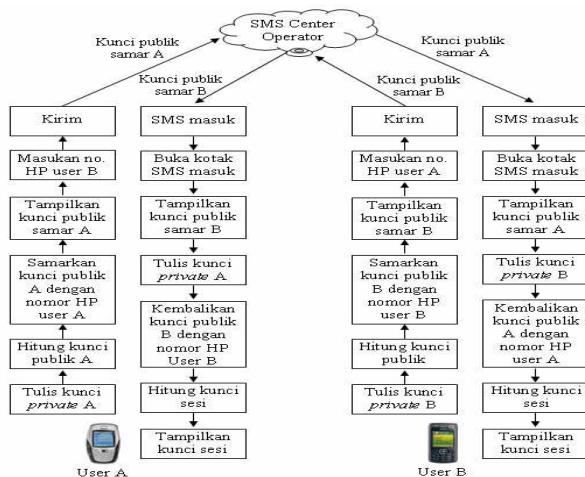 SMS Center
Operator
Kunci publik
samar A
Kunci publik
samar B
Kunci publik
samar B
Kunci publik
samar A
Kirim
Masukan no.
HP user B
Tampilkan
kunci publik
samar A
Samarkan
kunci publik
A dengan
nomor HP
user A
Hitung kunci
publik A
Tulis kunci
private A
User A
SMS masuk
Buka kotak
SMS masuk
Tampilkan
kunci publik
samar B
Tulis kunci
private A
Kembalikan
kunci publik
B dengan
nomor HP
User B
Hitung kunci
sesi
Tampilkan
kunci sesi
Kirim
Masukan no.
HP user A
Tampilkan
kunci publik
samar B
Samarkan
kunci publik
B dengan
nomor HP
user B
Hitung kunci
publik
Tulis kunci
private B
User B
SMS masuk
Buka kotak
SMS masuk
Tampilkan
kunci publik
samar A
Tulis kunci
private B
Kembalikan
kunci publik
A dengan
nomor HP
user A
Hitung kunci
sesi
Tampilkan
kunci sesi